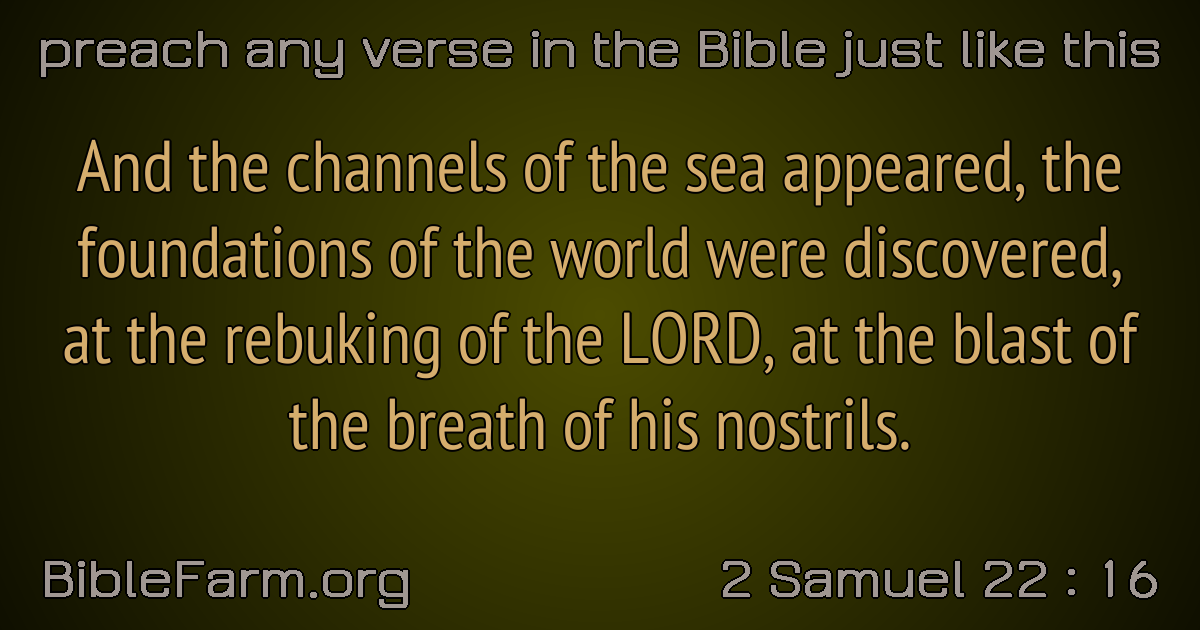 preach any verse in the Bible just like this
And the channels of the sea appeared, the
foundations of the world were discovered,
at the rebuking of the LORD, at the blast of
the breath of his nostrils.
BibleFarm.org
2 Samuel 22 : 16